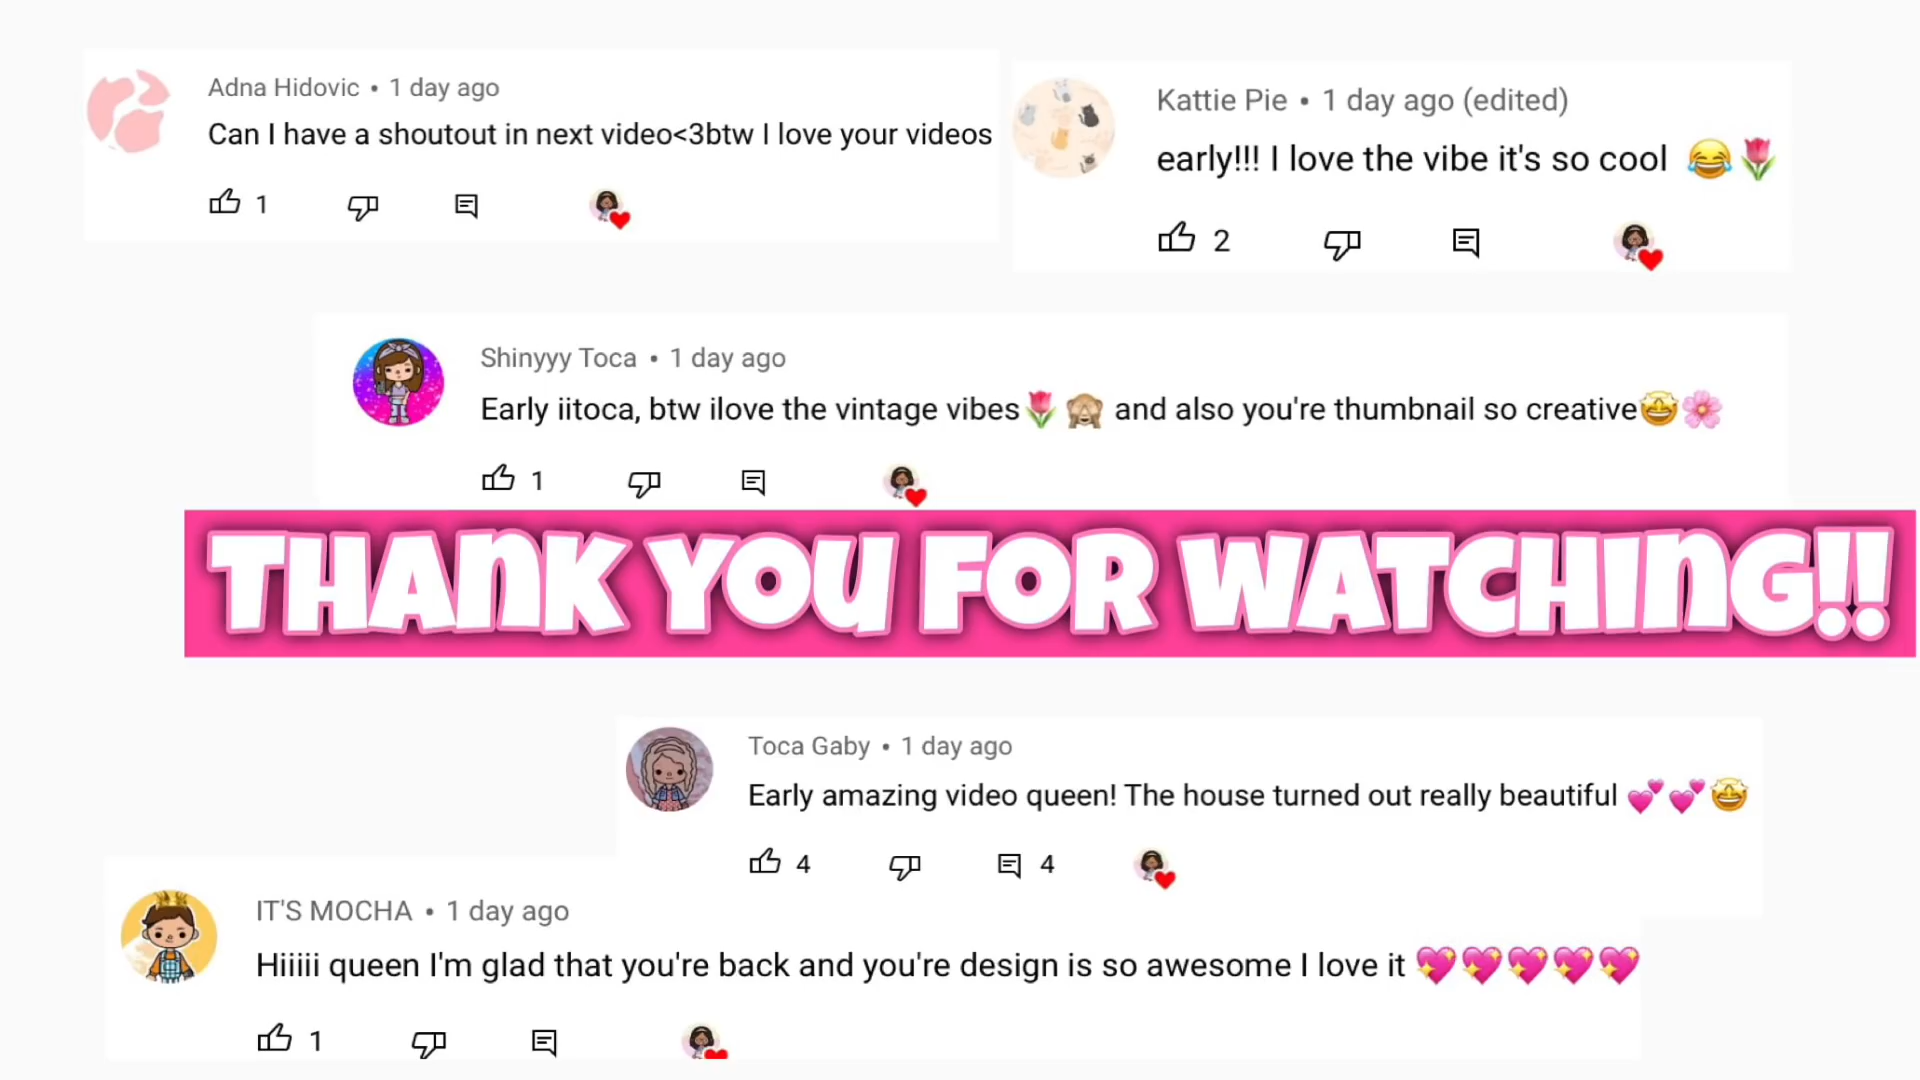 Adna Hidovic • 1 day ago
Can I have a shoutout in next video<3btw I love your videos
1
Kattie Pie • 1 day ago (edited)
early!!! I love the vibe it's so cool 😂🌷
2
Shinyyy Toca • 1 day ago
Early iitoca, btw ilove the vintage vibes🌷🙈 and also you're thumbnail so creative🤩🌸
1
THANK YOU FOR WATCHING!!
Toca Gaby • 1 day ago
Early amazing video queen! The house turned out really beautiful 💕💕🤩
4 4
IT'S MOCHA • 1 day ago
Hiiiii queen I'm glad that you're back and you're design is so awesome I love it 💖💖💖💖💖
1